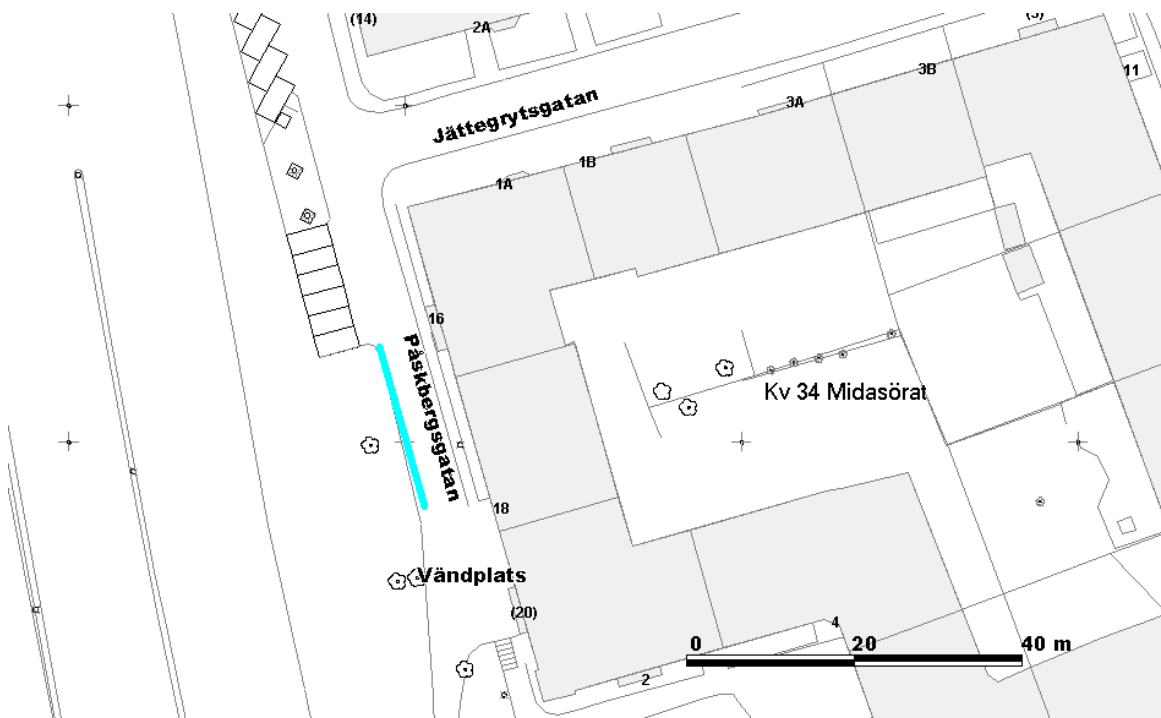 (14)
2A
(5)
3B
11
3A
Jättegrytsgatan
1B
1A
16
Påskbergsgatan
Kv 34 Midasörat
18
Vändplats
(20)
4
0 20 40 m
2